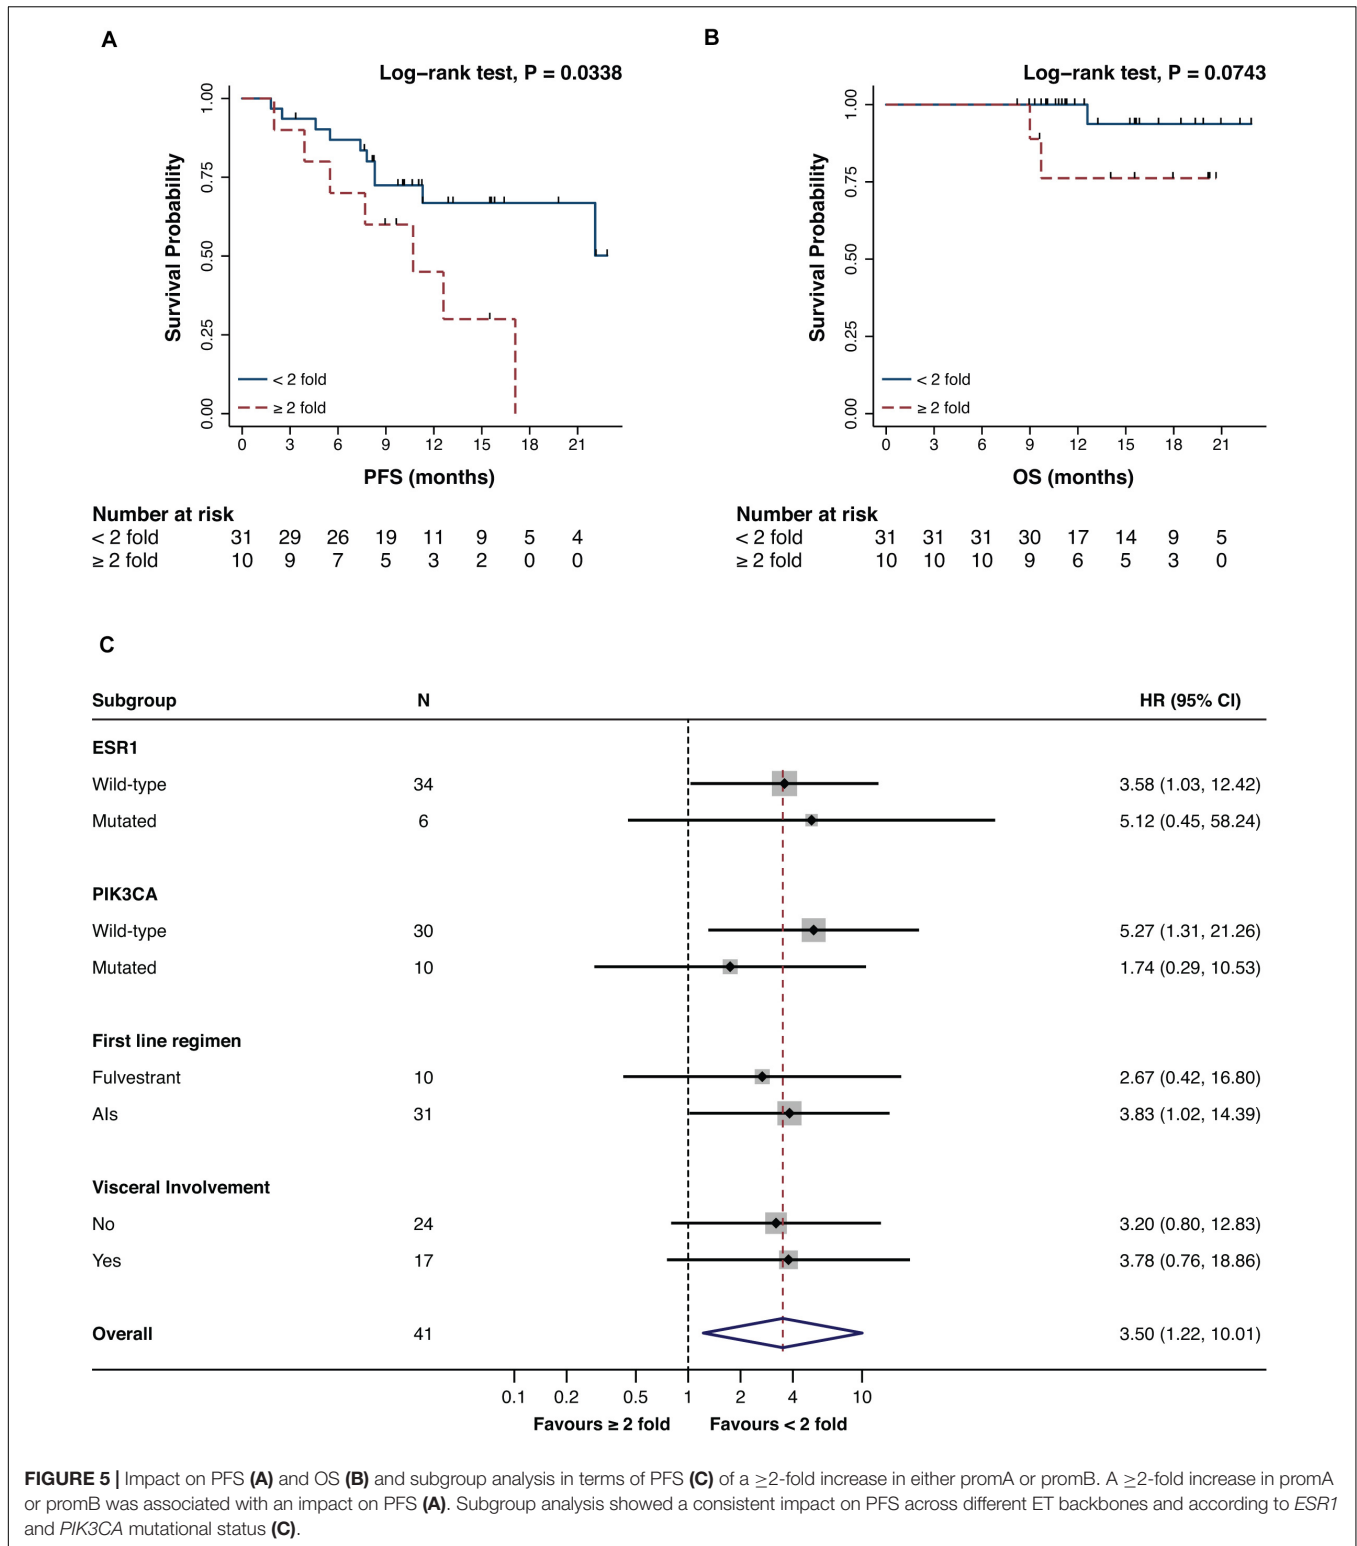 A
Log–rank test, P = 0.0338
Survival Probability
1.00
0.75
0.50
0.25
0.00
< 2 fold
≥ 2 fold
0 3 6 9 12 15 18 21
PFS (months)
Number at risk
< 2 fold 31 29 26 19 11 9 5 4
≥ 2 fold 10 9 7 5 3 2 0 0
B
Log–rank test, P = 0.0743
Survival Probability
1.00
0.75
0.50
0.25
0.00
< 2 fold
≥ 2 fold
0 3 6 9 12 15 18 21
OS (months)
Number at risk
< 2 fold 31 31 31 30 17 14 9 5
≥ 2 fold 10 10 10 9 6 5 3 0
C
Subgroup N HR (95% CI)
ESR1
Wild-type 34 3.58 (1.03, 12.42)
Mutated 6 5.12 (0.45, 58.24)
PIK3CA
Wild-type 30 5.27 (1.31, 21.26)
Mutated 10 1.74 (0.29, 10.53)
First line regimen
Fulvestrant 10 2.67 (0.42, 16.80)
AIs 31 3.83 (1.02, 14.39)
Visceral Involvement
No 24 3.20 (0.80, 12.83)
Yes 17 3.78 (0.76, 18.86)
Overall 41 3.50 (1.22, 10.01)
0.1 0.2 0.5 1 2 4 10
Favours ≥ 2 fold Favours < 2 fold
FIGURE 5 | Impact on PFS (A) and OS (B) and subgroup analysis in terms of PFS (C) of a ≥2-fold increase in either promA or promB. A ≥2-fold increase in promA
or promB was associated with an impact on PFS (A). Subgroup analysis showed a consistent impact on PFS across different ET backbones and according to ESR1
and PIK3CA mutational status (C).